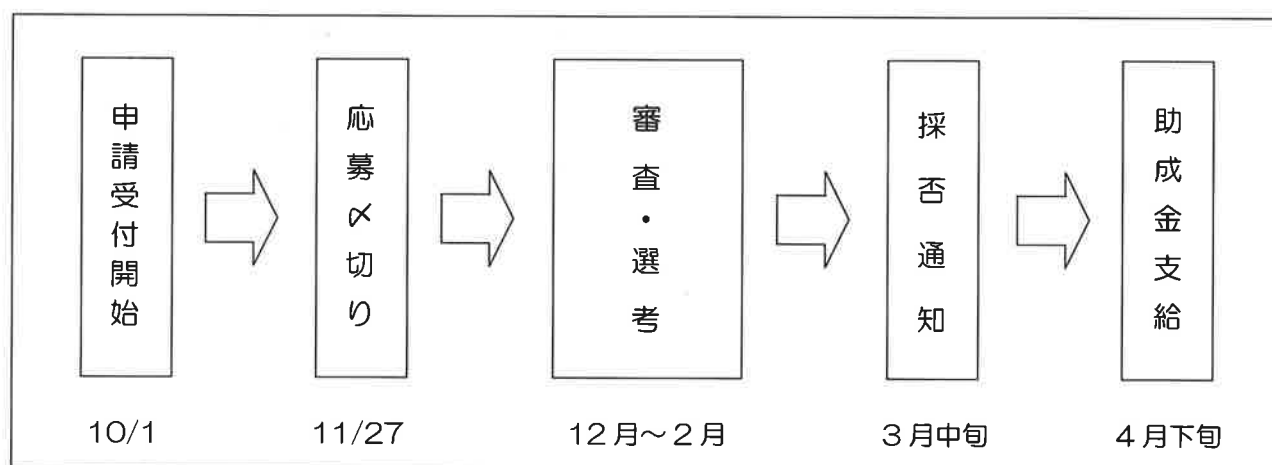 申請受付開始
応募〆切り
審査・選考
採否通知
助成金支給
10/1
11/27
12月～2月
3月中旬
4月下旬